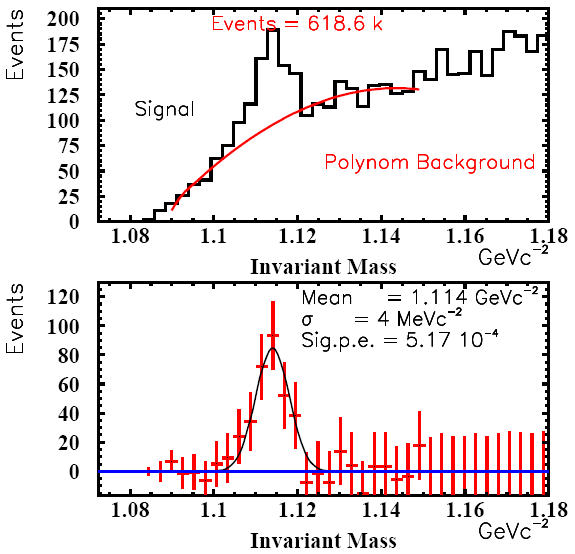 Events
200
175
150
125
100
75
50
25
0
Events = 618.6 k
Signal
Polynom Background
1.08 1.1 1.12 1.14 1.16 1.18
Invariant Mass
GeVc⁻²
Events
120
100
80
60
40
20
0
Mean = 1.114 GeVc⁻²
σ = 4 MeVc⁻²
Sig.p.e. = 5.17 10⁻⁴
1.08 1.1 1.12 1.14 1.16 1.18
Invariant Mass
GeVc⁻²